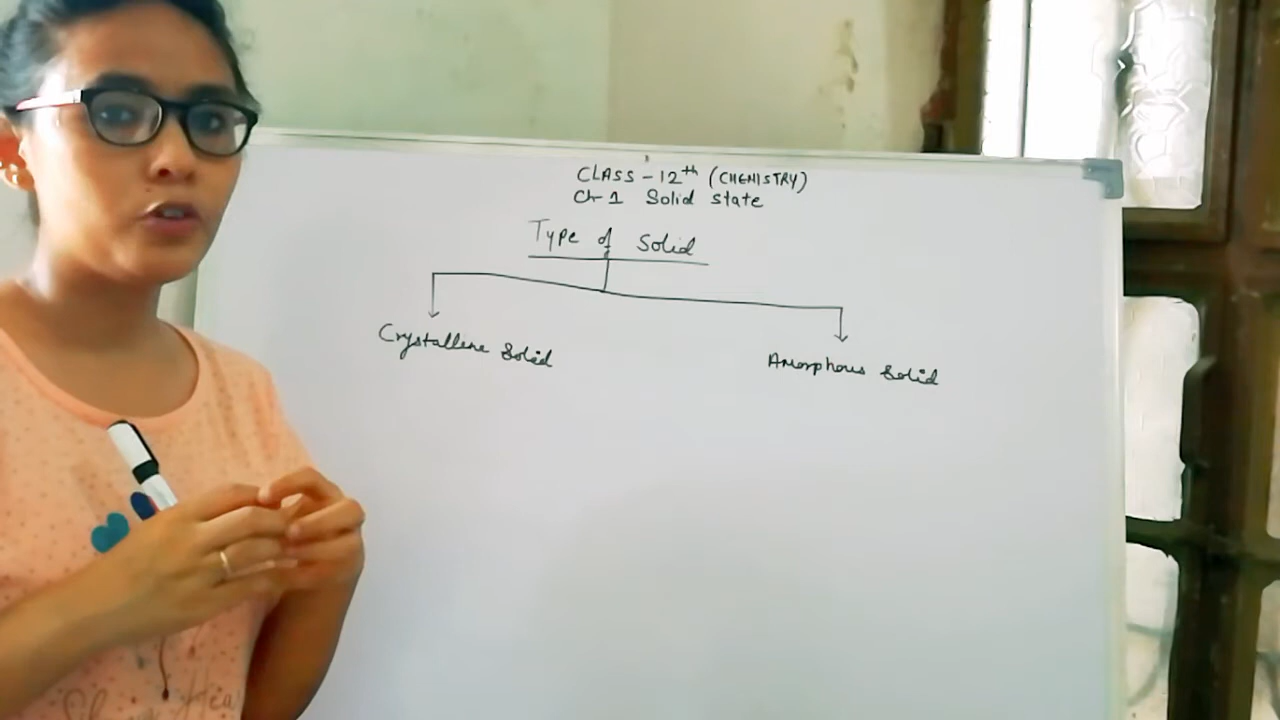 CLASS - 12th (CHEMISTRY)
Ch 1 Solid state
Type of Solid
Crystalline Solid
Amorphous Solid